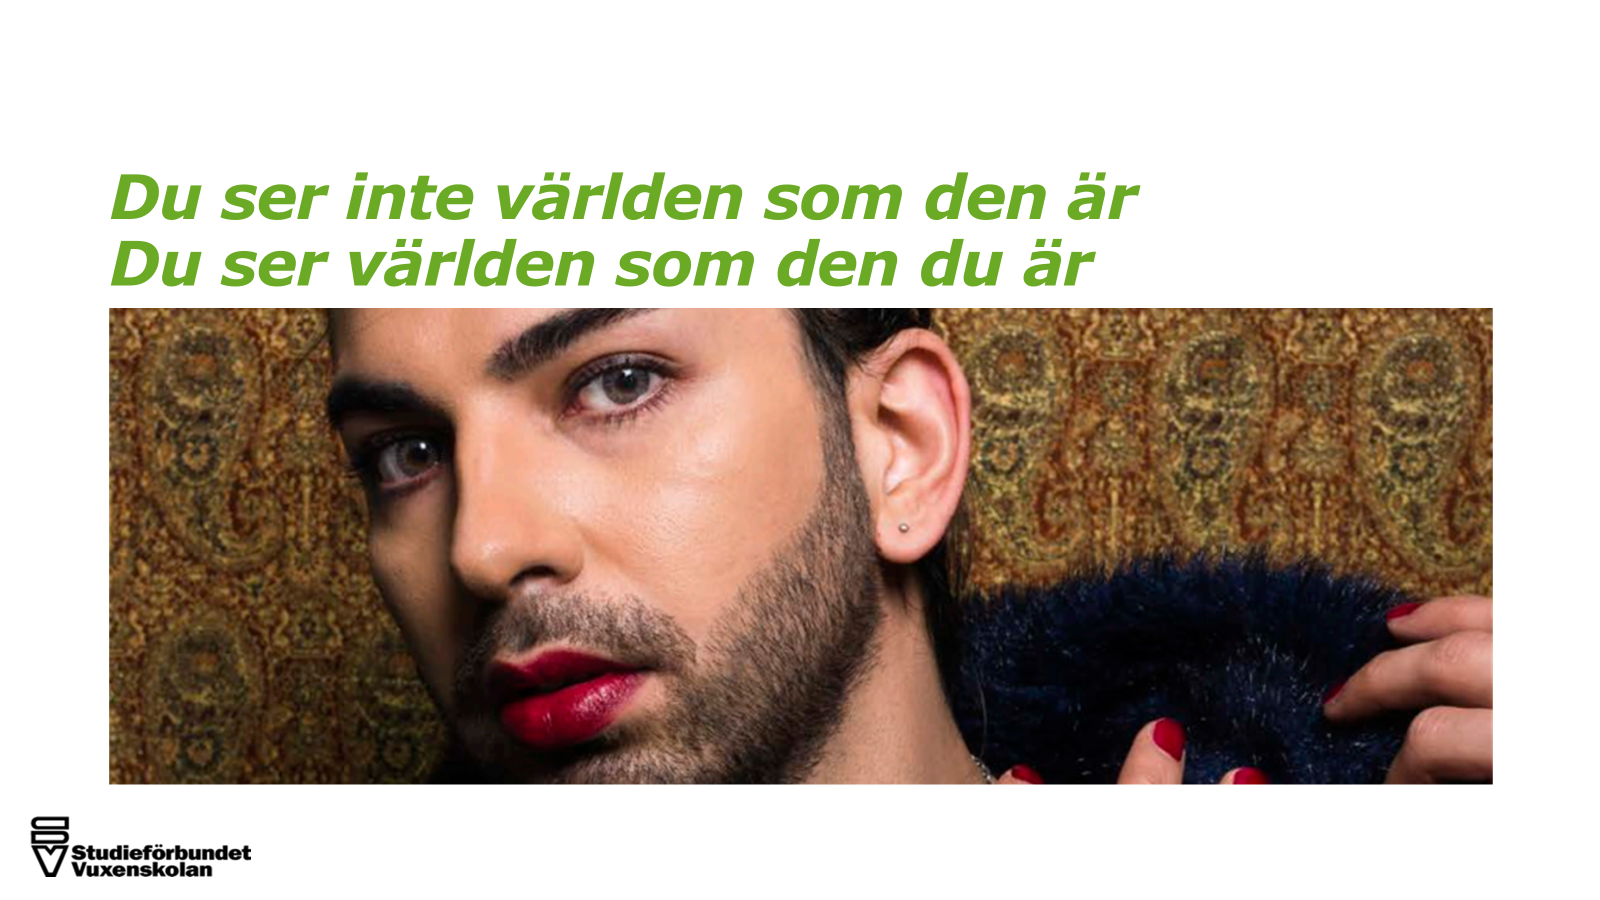 Du ser inte världen som den är
Du ser världen som den du är
Studieförbundet
Vuxenskolan